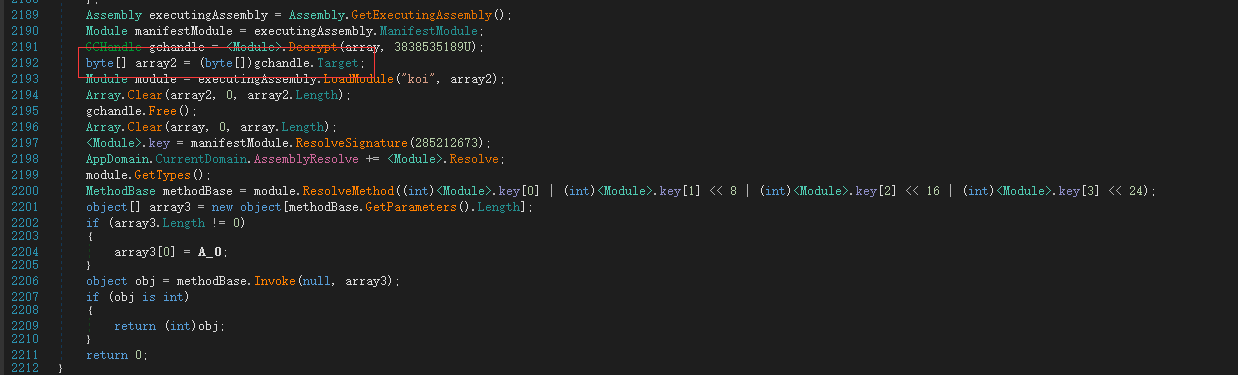 2189 Assembly executingAssembly = Assembly.GetExecutingAssembly();
2190 Module manifestModule = executingAssembly.ManifestModule;
2191 GCHandle gchandle = <Module>.Decrypt(array, 3838535189U);
2192 byte[] array2 = (byte[])gchandle.Target;
2193 Module module = executingAssembly.LoadModule("koi", array2);
2194 Array.Clear(array2, 0, array2.Length);
2195 gchandle.Free();
2196 Array.Clear(array, 0, array.Length);
2197 <Module>.key = manifestModule.ResolveSignature(285212673);
2198 AppDomain.CurrentDomain.AssemblyResolve += <Module>.Resolve;
2199 module.GetTypes();
2200 MethodBase methodBase = module.ResolveMethod((int)<Module>.key[0] | (int)<Module>.key[1] << 8 | (int)<Module>.key[2] << 16 | (int)<Module>.key[3] << 24);
2201 object[] array3 = new object[methodBase.GetParameters().Length];
2202 if (array3.Length != 0)
2203 {
2204 array3[0] = A_0;
2205 }
2206 object obj = methodBase.Invoke(null, array3);
2207 if (obj is int)
2208 {
2209 return (int)obj;
2210 }
2211 return 0;
2212 }